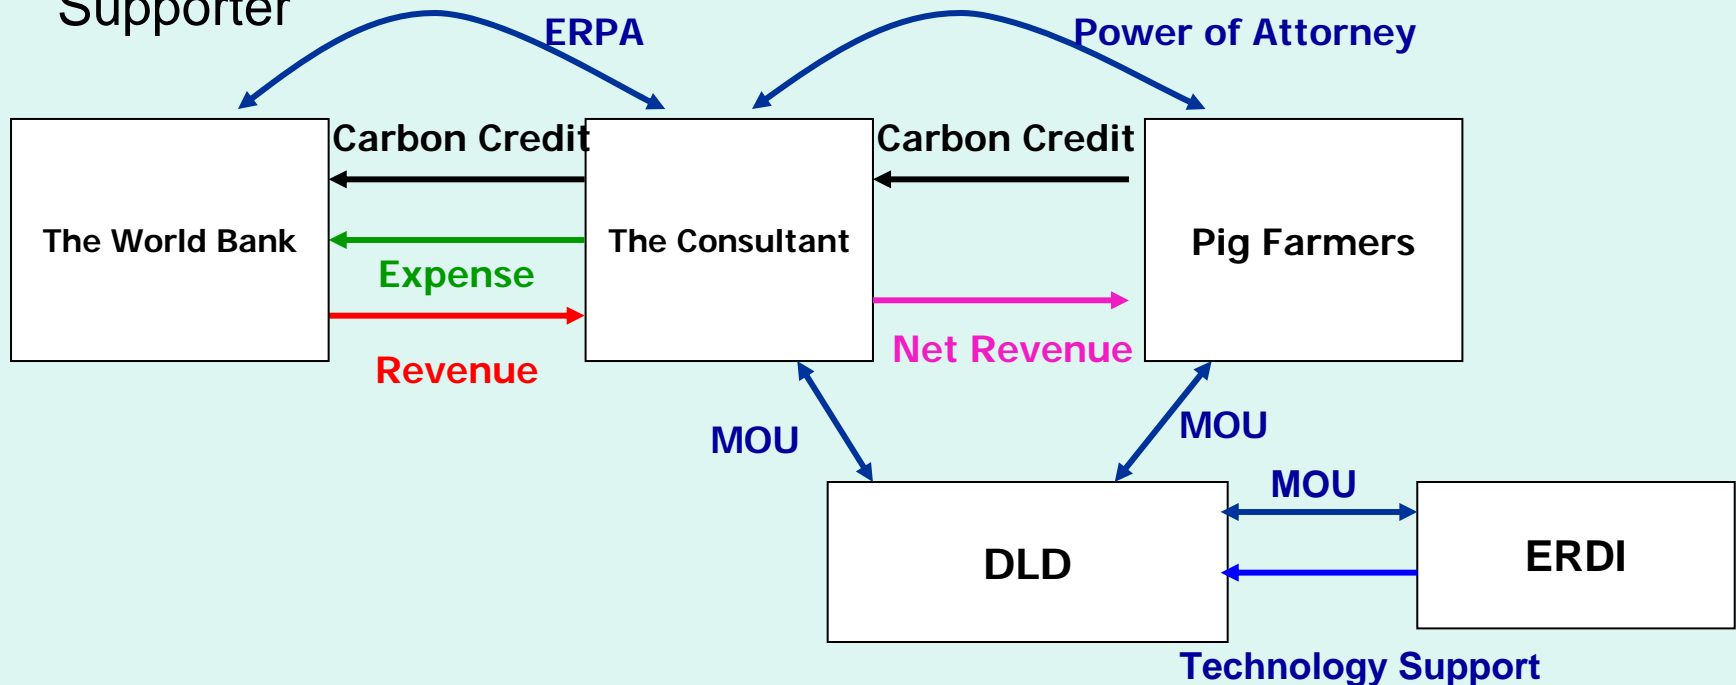 Supporter
ERPA
Power of Attorney
Carbon Credit
Carbon Credit
The World Bank
The Consultant
Pig Farmers
Expense
Net Revenue
Revenue
MOU
MOU
MOU
DLD
ERDI
Technology Support